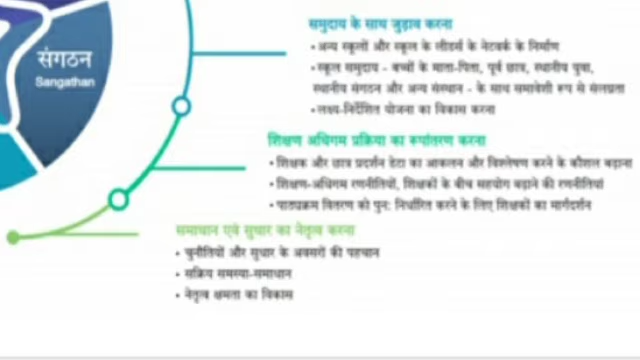 समुदाय के साथ जुड़ाव करना
• अन्य स्कूलों और स्कूल के लीडर्स के नेटवर्क के निर्माण
संगठन
• स्कूल समुदाय - बच्चों के माता-पिता, पूर्व छात्र, स्थानीय युवा,
Sangathan
स्थानीय संगठन और अन्य संस्थान - के साथ समावेशी रूप से संलग्नता
• लक्ष्य-निर्देशित योजना का विकास करना
शिक्षण अधिगम प्रक्रिया का रूपांतरण करना
• शिक्षक और छात्र प्रदर्शन डेटा का आकलन और विश्लेषण करने के कौशल बढ़ाना
• शिक्षण-अधिगम रणनीतियों, शिक्षकों के बीच सहयोग बढ़ाने की रणनीतियां
• पाठ्यक्रम वितरण को पुन: निर्धारित करने के लिए शिक्षकों का मार्गदर्शन
समाधान एवं सुधार का नेतृत्व करना
• चुनौतियों और सुधार के अवसरों की पहचान
• सक्रिय समस्या-समाधान
• नेतृत्व क्षमता का विकास